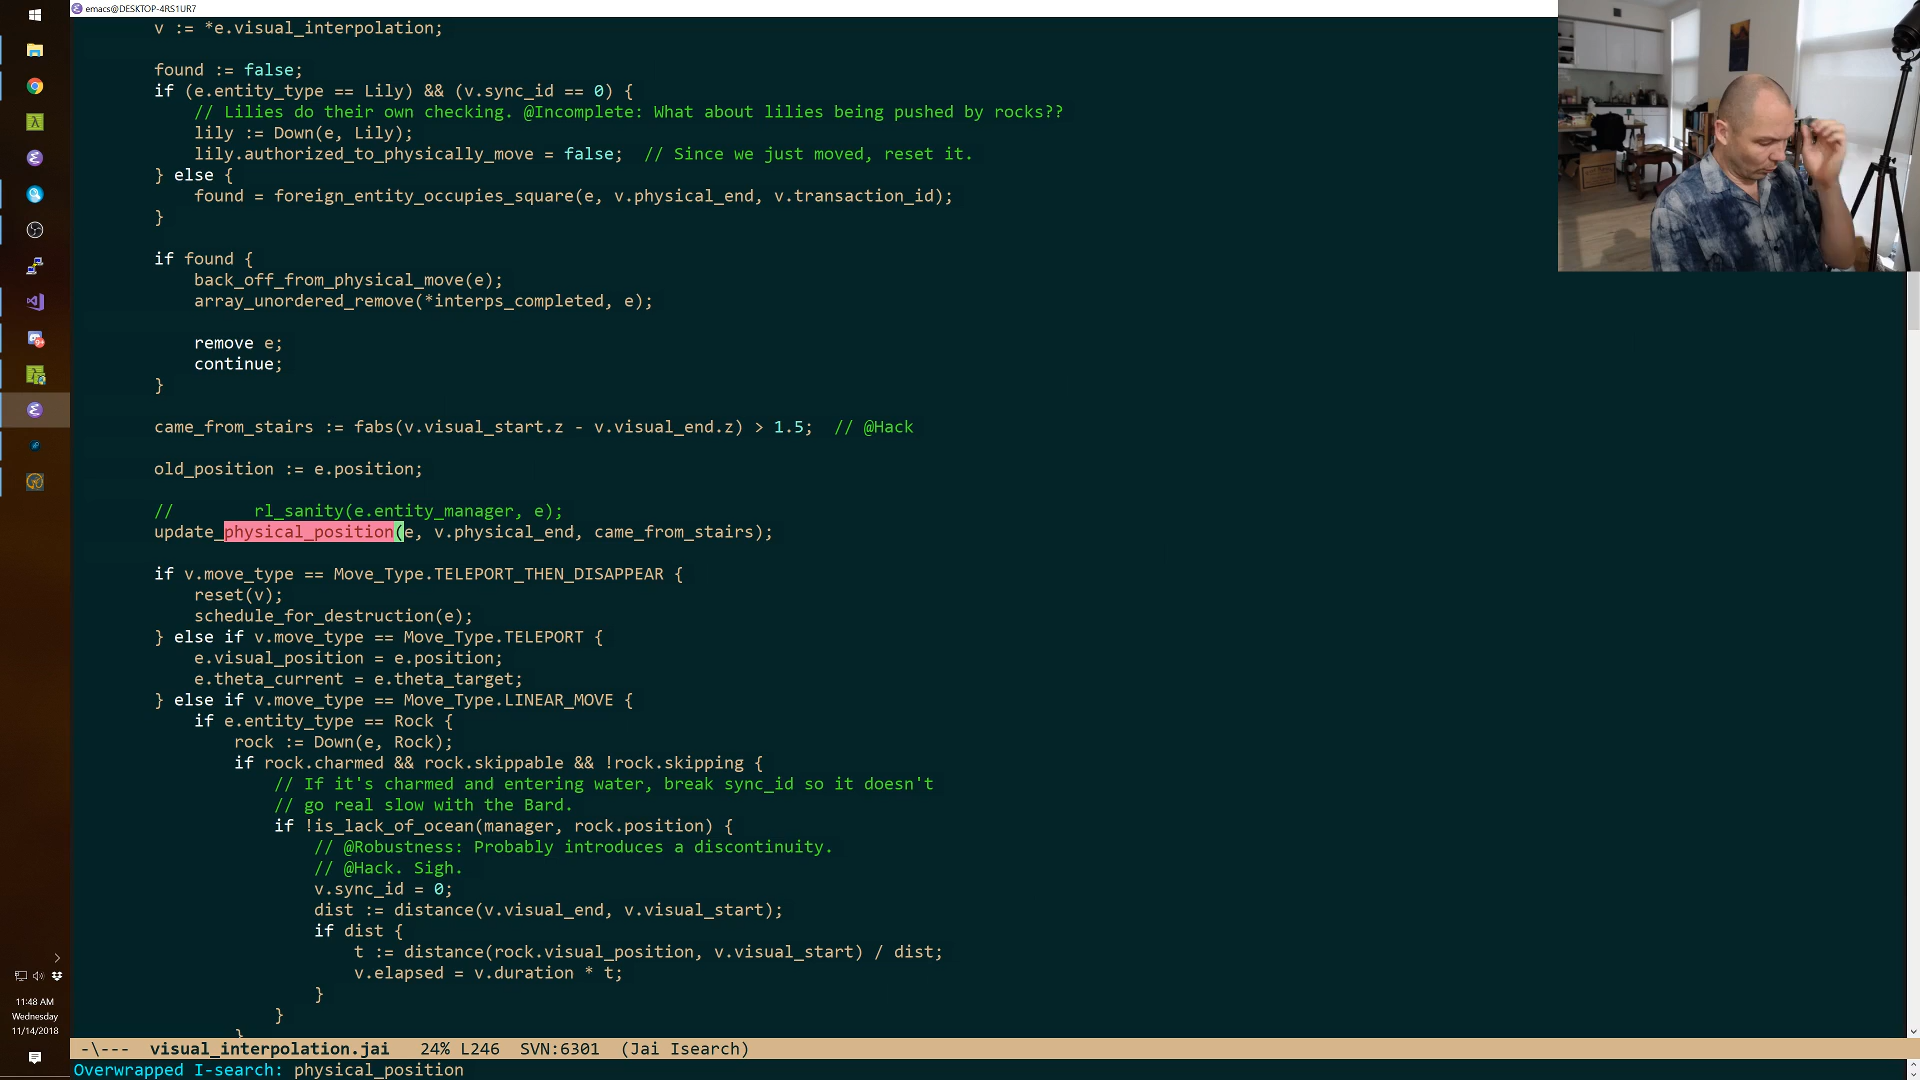 emacs@DESKTOP-4RS1UR7
v := *e.visual_interpolation;
found := false;
if (e.entity_type == Lily) && (v.sync_id == 0) {
// Lilies do their own checking. @Incomplete: What about lilies being pushed by rocks??
lily := Down(e, Lily);
lily.authorized_to_physically_move = false;  // Since we just moved, reset it.
} else {
found = foreign_entity_occupies_square(e, v.physical_end, v.transaction_id);
}
if found {
back_off_from_physical_move(e);
array_unordered_remove(*interps_completed, e);
remove e;
continue;
}
came_from_stairs := fabs(v.visual_start.z - v.visual_end.z) > 1.5;  // @Hack
old_position := e.position;
//        rl_sanity(e.entity_manager, e);
update_physical_position(e, v.physical_end, came_from_stairs);
if v.move_type == Move_Type.TELEPORT_THEN_DISAPPEAR {
reset(v);
schedule_for_destruction(e);
} else if v.move_type == Move_Type.TELEPORT {
e.visual_position = e.position;
e.theta_current = e.theta_target;
} else if v.move_type == Move_Type.LINEAR_MOVE {
if e.entity_type == Rock {
rock := Down(e, Rock);
if rock.charmed && rock.skippable && !rock.skipping {
// If it's charmed and entering water, break sync_id so it doesn't
// go real slow with the Bard.
if !is_lack_of_ocean(manager, rock.position) {
// @Robustness: Probably introduces a discontinuity.
// @Hack. Sigh.
v.sync_id = 0;
dist := distance(v.visual_end, v.visual_start);
if dist {
t := distance(rock.visual_position, v.visual_start) / dist;
v.elapsed = v.duration * t;
}
}
}
11:48 AM
Wednesday
11/14/2018
-\---  visual_interpolation.jai   24% L246  SVN:6301  (Jai Isearch)
Overwrapped I-search: physical_position